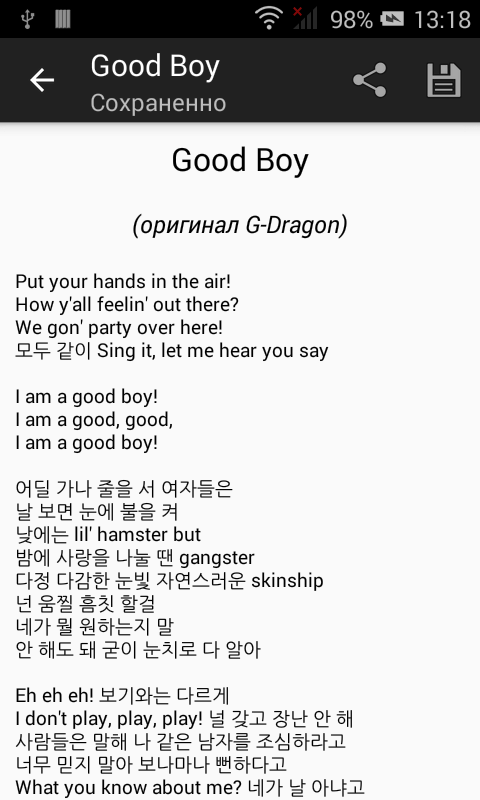 98% 13:18
Good Boy
Сохраненно
Good Boy
(оригинал G-Dragon)
Put your hands in the air!
How y'all feelin' out there?
We gon' party over here!
모두 같이 Sing it, let me hear you say
I am a good boy!
I am a good, good,
I am a good boy!
어딜 가나 줄을 서 여자들은
날 보면 눈에 불을 켜
낮에는 lil' hamster but
밤에 사랑을 나눌 땐 gangster
다정 다감한 눈빛 자연스러운 skinship
넌 움찔 흠칫 할걸
네가 뭘 원하는지 말
안 해도 돼 굳이 눈치로 다 알아
Eh eh eh! 보기와는 다르게
I don't play, play, play! 널 갖고 장난 안 해
사람들은 말해 나 같은 남자를 조심하라고
너무 믿지 말아 보나마나 뻔하다고
What you know about me? 네가 날 아냐고